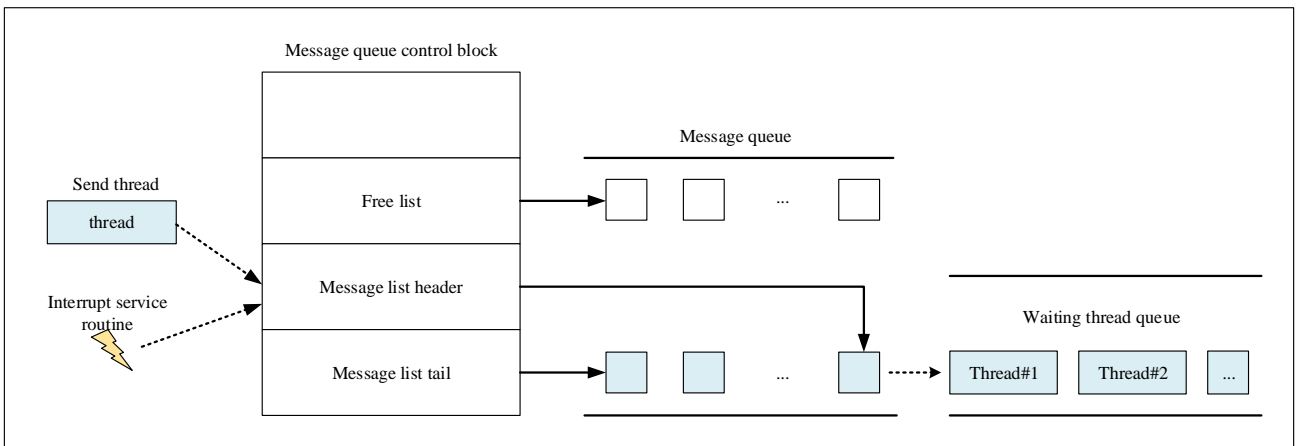 Message queue control block
Message queue
Send thread
thread
Free list
...
Interrupt service
routine
Message list header
Waiting thread queue
Message list tail
...
Thread#1
Thread#2
...